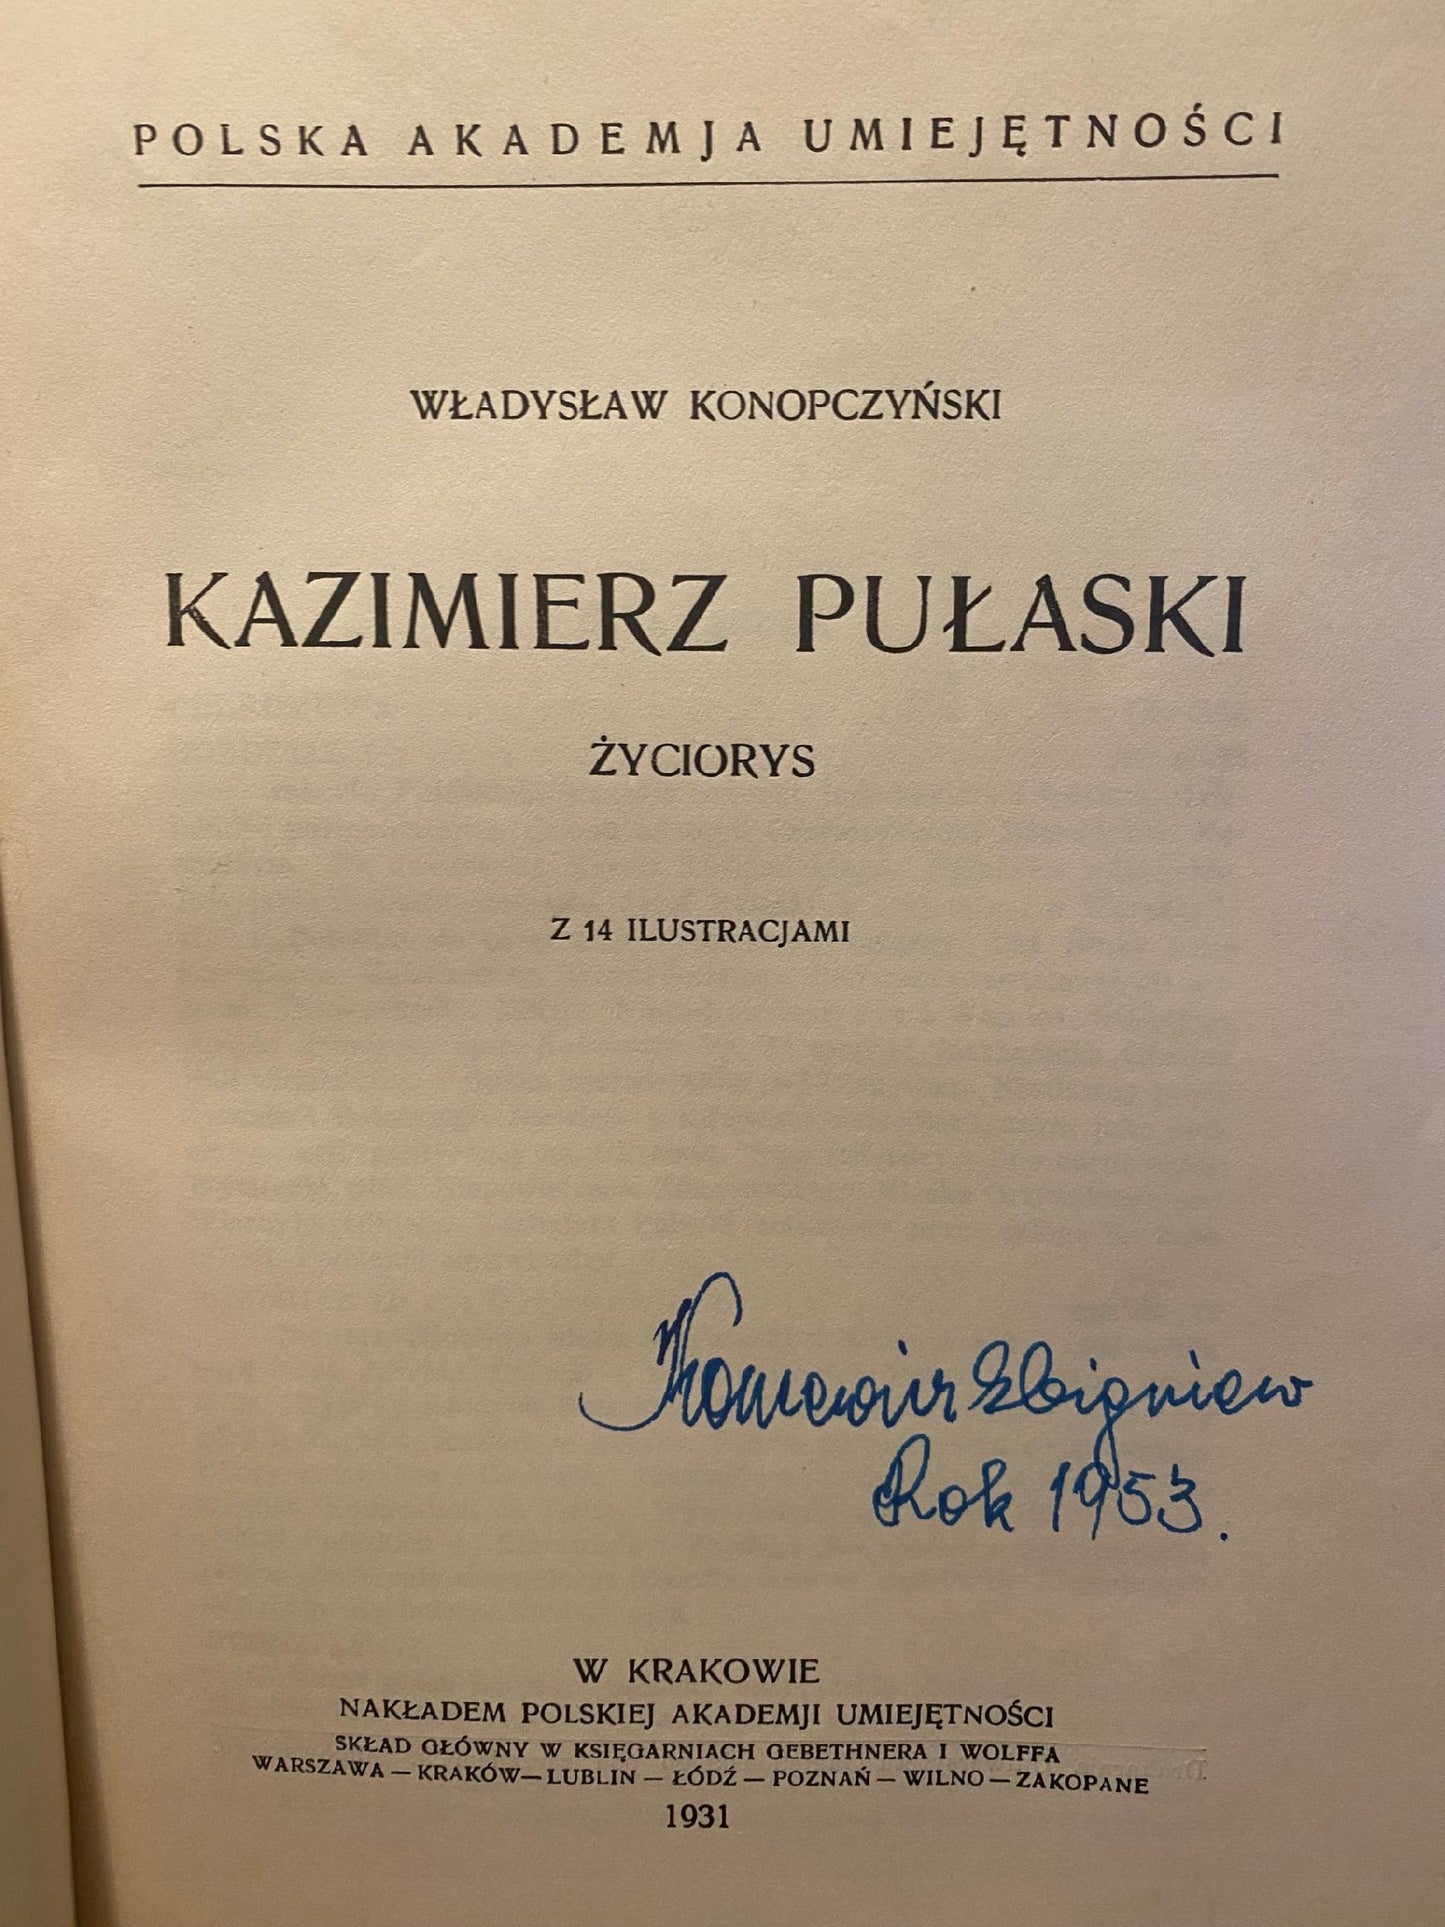 POLSKA AKADEMJA UMIEJĘTNOŚCI
WŁADYSŁAW KONOPCZYŃSKI
KAZIMIERZ PUŁASKI
ŻYCIORYS
Z 14 ILUSTRACJAMI
Zbigniew
Rok 1953.
W KRAKOWIE
NAKŁADEM POLSKIEJ AKADEMJI UMIEJĘTNOŚCI
SKŁAD GŁÓWNY W KSIĘGARNIACH GEBETHNERA I WOLFFA
WARSZAWA — KRAKÓW — LUBLIN — ŁÓDŹ — POZNAŃ — WILNO — ZAKOPANE
1931